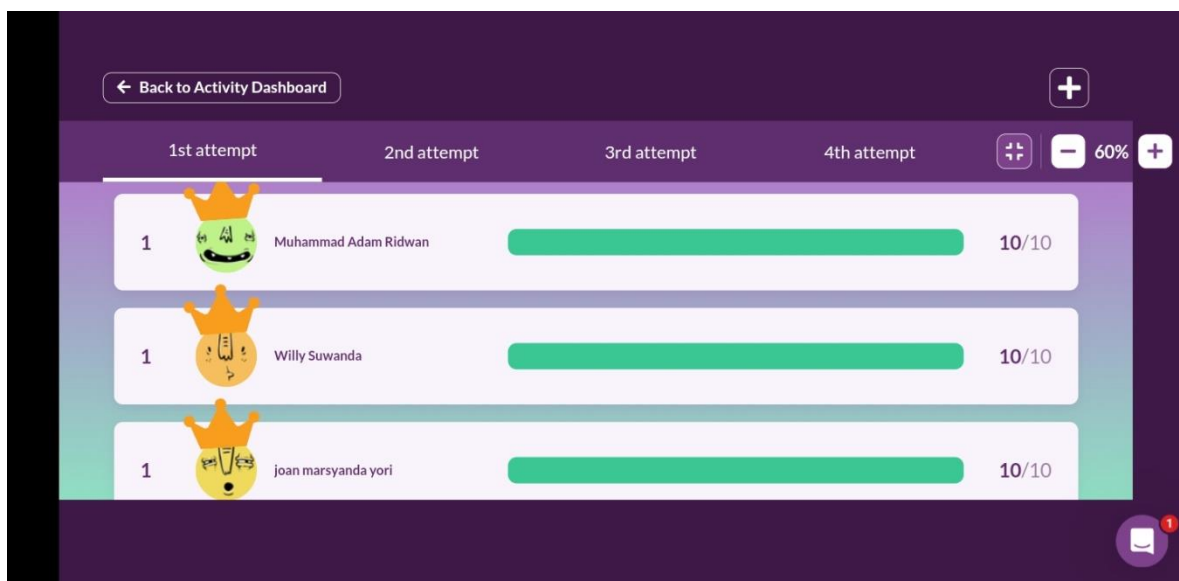 ← Back to Activity Dashboard
1st attempt 2nd attempt 3rd attempt 4th attempt 60%
1 Muhammad Adam Ridwan 10/10
1 Willy Suwanda 10/10
1 joan marsyanda yori 10/10
1